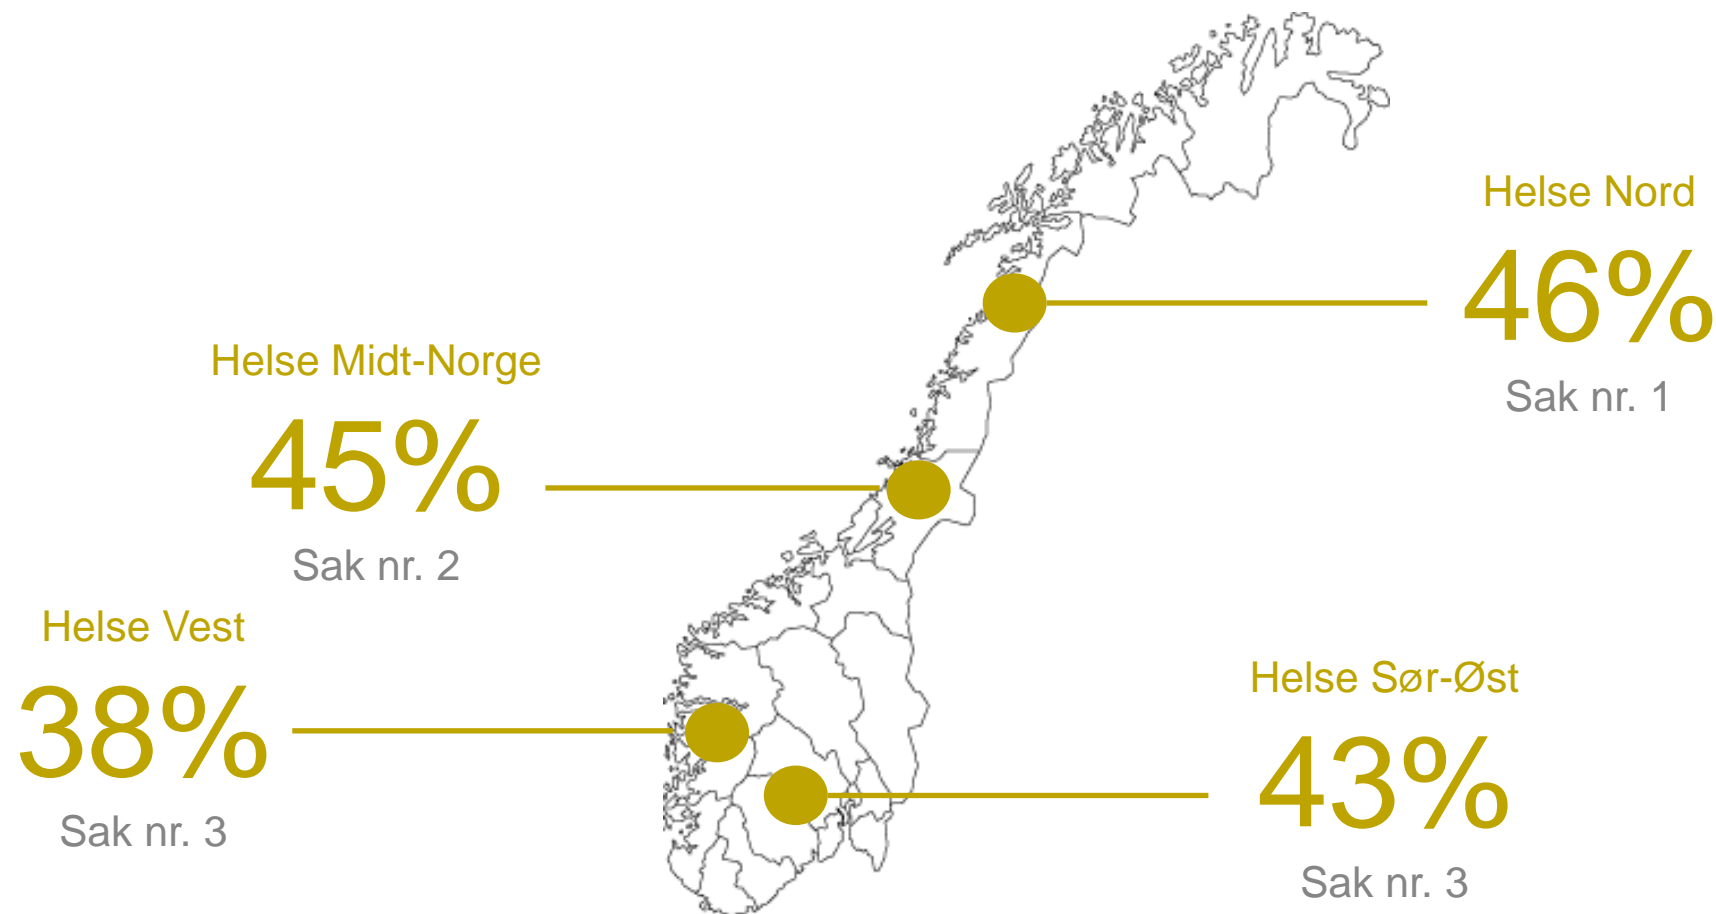 Helse Nord
46%
Sak nr. 1
Helse Midt-Norge
45%
Sak nr. 2
Helse Vest
38%
Sak nr. 3
Helse Sør-Øst
43%
Sak nr. 3